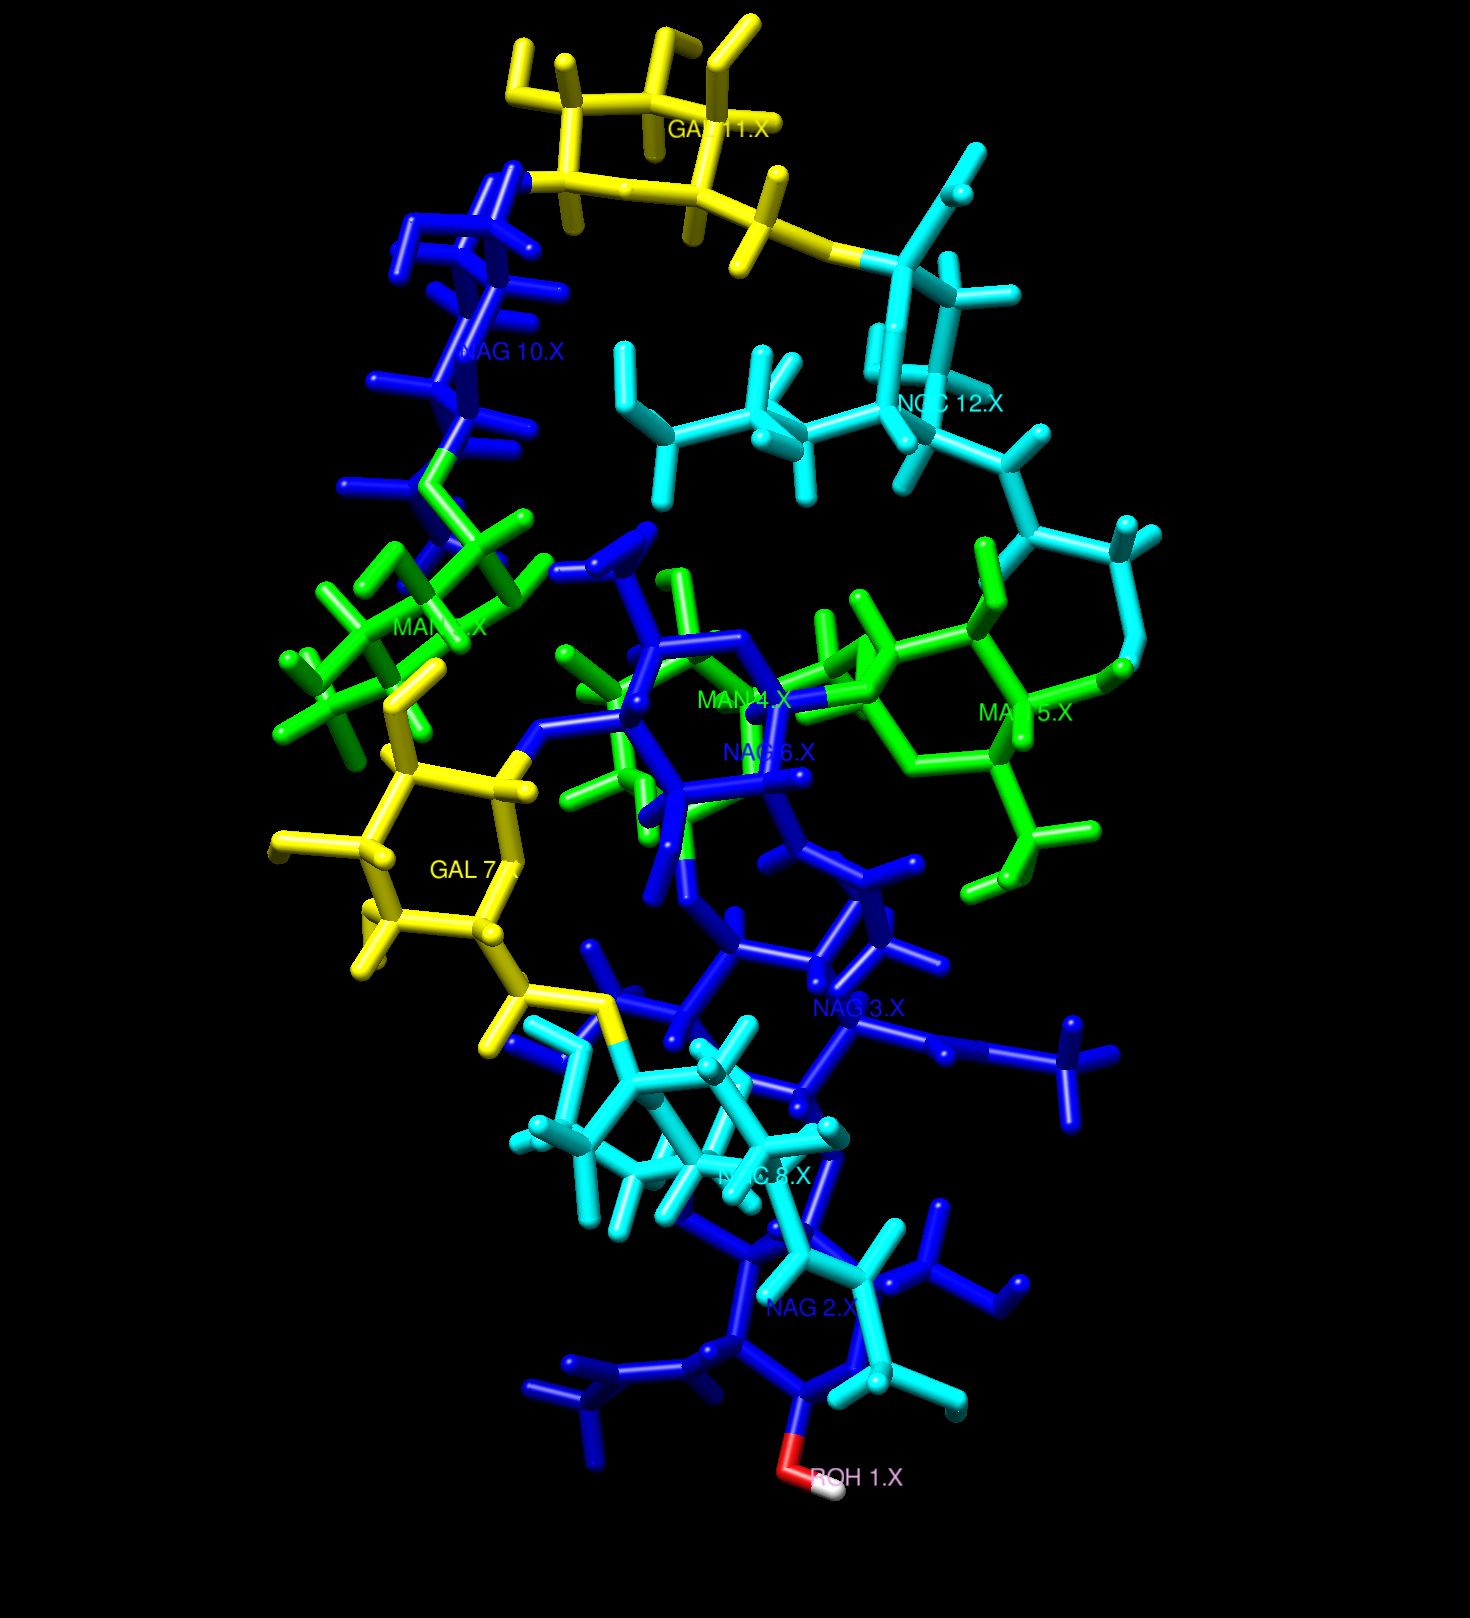 GAL 11.X
NAG 10.X
NGC 12.X
MAN 4.X
NAG 6.X
GAL 7.X
NAG 3.X
NGC 8.X
NAG 2.X
ROH 1.X